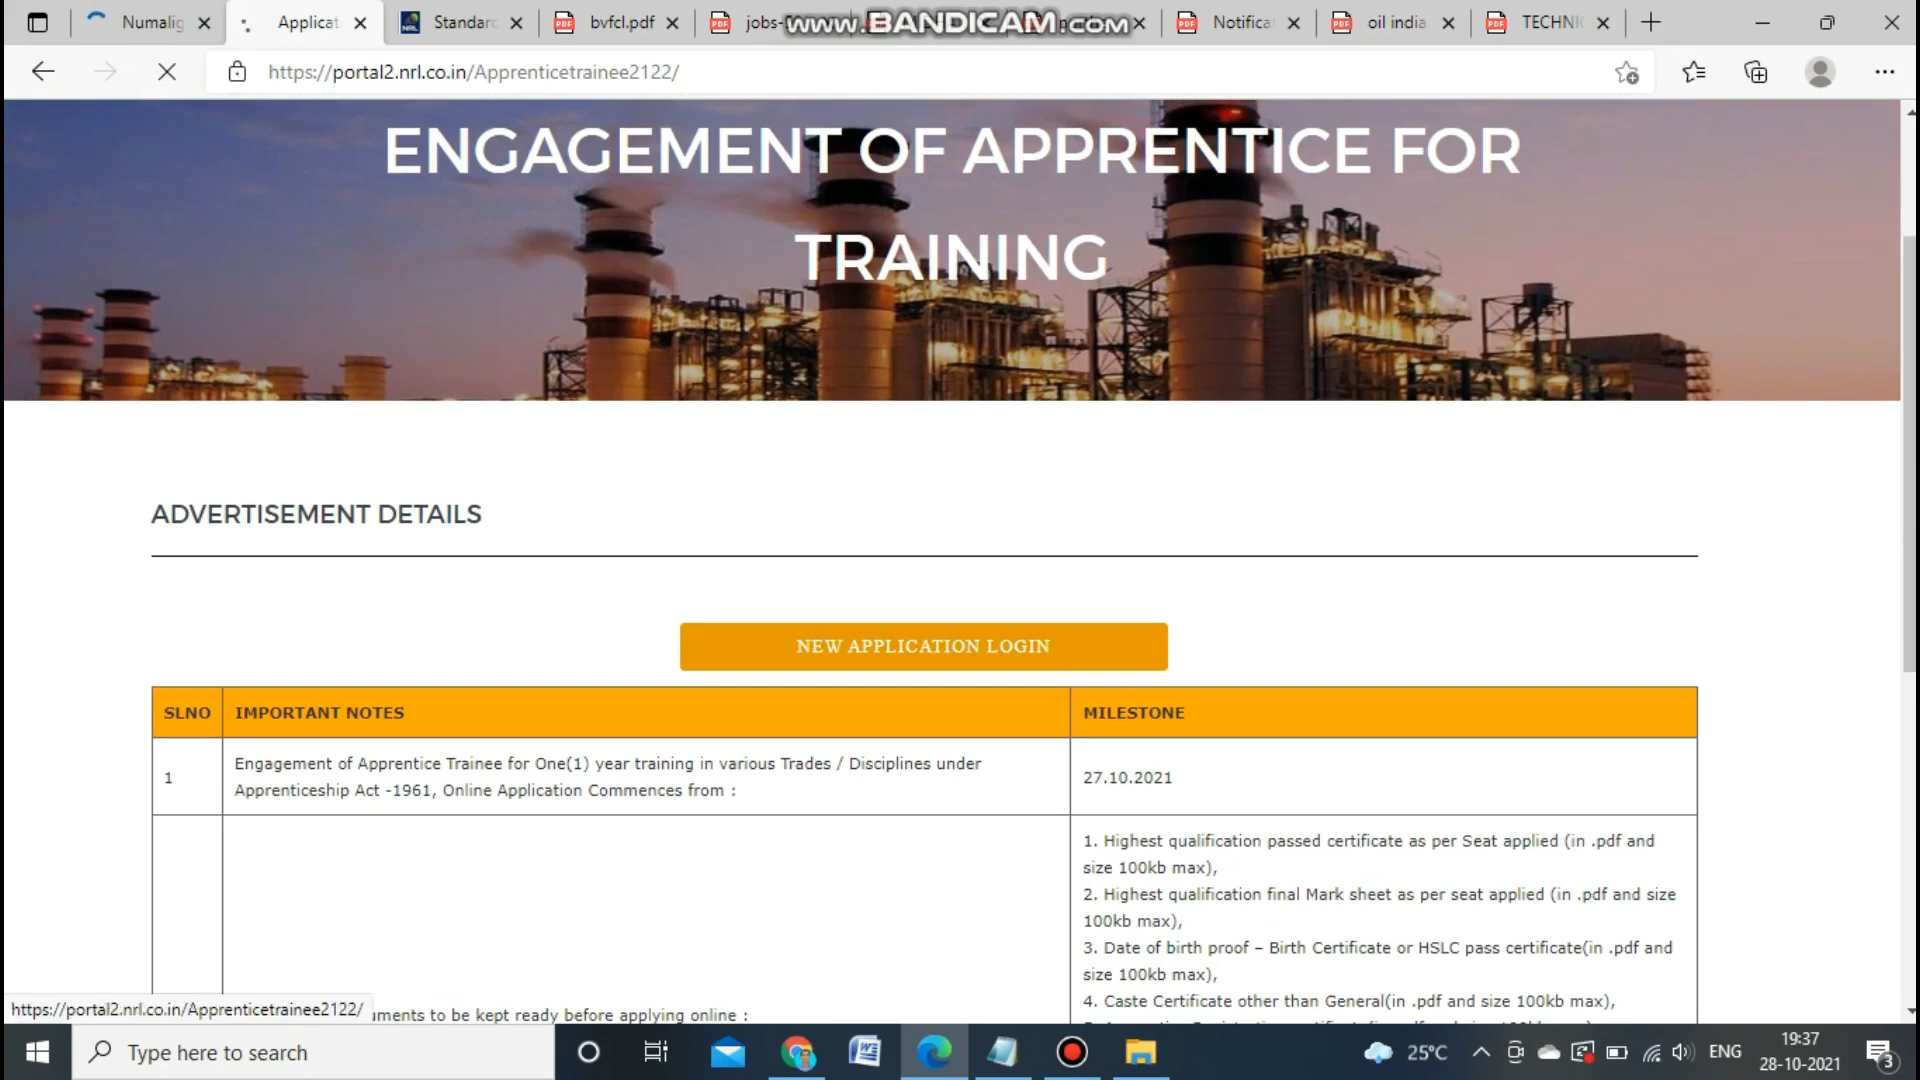 Numalig
Applicat
Standard
bvfcl.pdf
jobs-
www.BANDICAM.com
Notifica
oil india
TECHNI
https://portal2.nrl.co.in/Apprenticetrainee2122/
ENGAGEMENT OF APPRENTICE FOR
TRAINING
ADVERTISEMENT DETAILS
NEW APPLICATION LOGIN
SLNO IMPORTANT NOTES MILESTONE
1
Engagement of Apprentice Trainee for One(1) year training in various Trades / Disciplines under
Apprenticeship Act -1961, Online Application Commences from :
27.10.2021
1. Highest qualification passed certificate as per Seat applied (in .pdf and
size 100kb max),
2. Highest qualification final Mark sheet as per seat applied (in .pdf and size
100kb max),
3. Date of birth proof – Birth Certificate or HSLC pass certificate(in .pdf and
size 100kb max),
4. Caste Certificate other than General(in .pdf and size 100kb max),
https://portal2.nrl.co.in/Apprenticetrainee2122/
uments to be kept ready before applying online :
Type here to search
25°C
ENG
19:37
28-10-2021
3